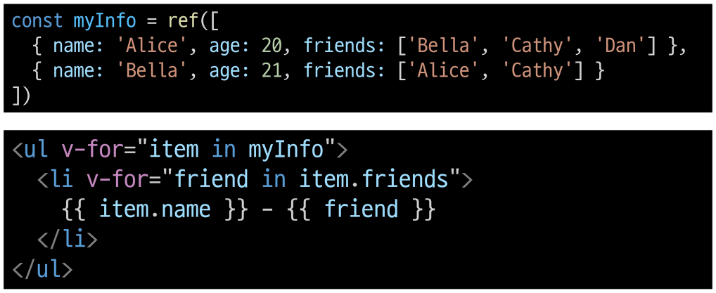 const myInfo = ref([
  { name: 'Alice', age: 20, friends: ['Bella', 'Cathy', 'Dan'] },
  { name: 'Bella', age: 21, friends: ['Alice', 'Cathy'] }
])
<ul v-for="item in myInfo">
  <li v-for="friend in item.friends">
    {{ item.name }} - {{ friend }}
  </li>
</ul>